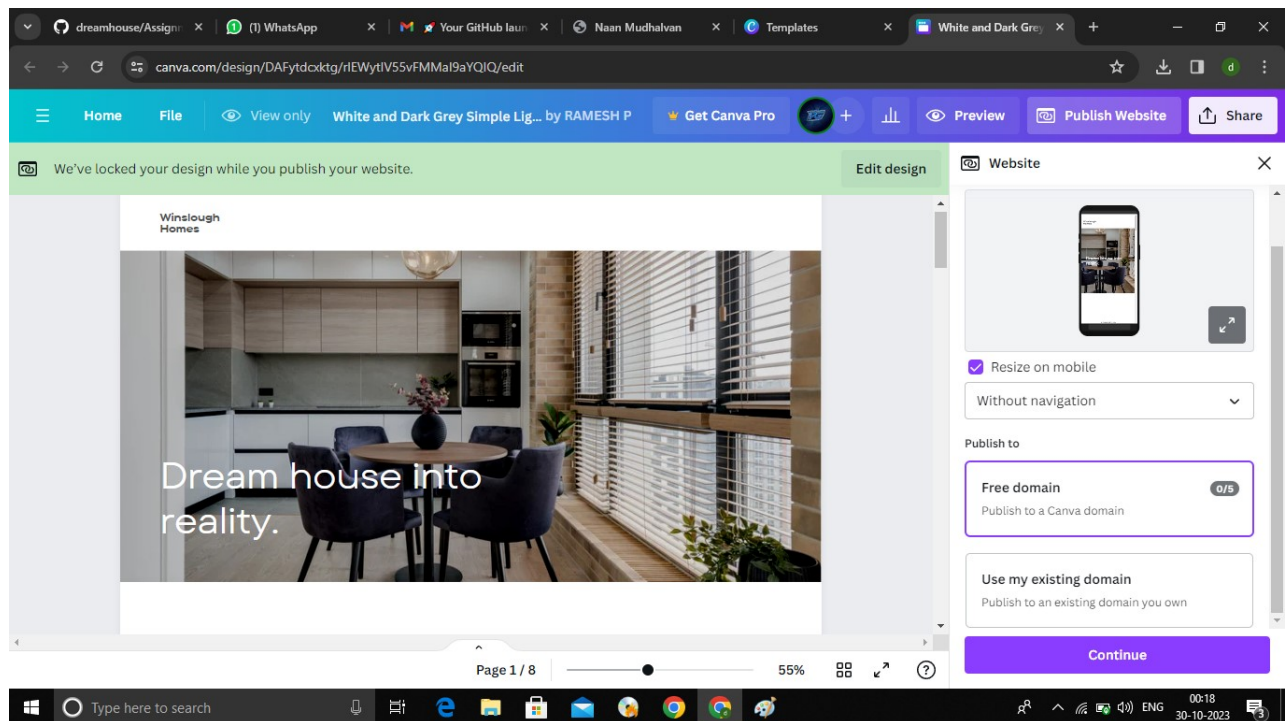 dreamhouse/Assignm
(1) WhatsApp
Your GitHub laun
Naan Mudhalvan
Templates
White and Dark Grey
canva.com/design/DAFytdcxktg/rlEWytlV55vFMMal9aYQIQ/edit
d
Home File View only White and Dark Grey Simple Lig... by RAMESH P Get Canva Pro Preview Publish Website Share
We've locked your design while you publish your website. Edit design
Website
Winslough
Homes
Dream house into
reality.
Resize on mobile
Without navigation
Publish to
Free domain 0/5
Publish to a Canva domain
Use my existing domain
Publish to an existing domain you own
Continue
Page 1 / 8 55%
Type here to search
ENG
00:18
30-10-2023
3